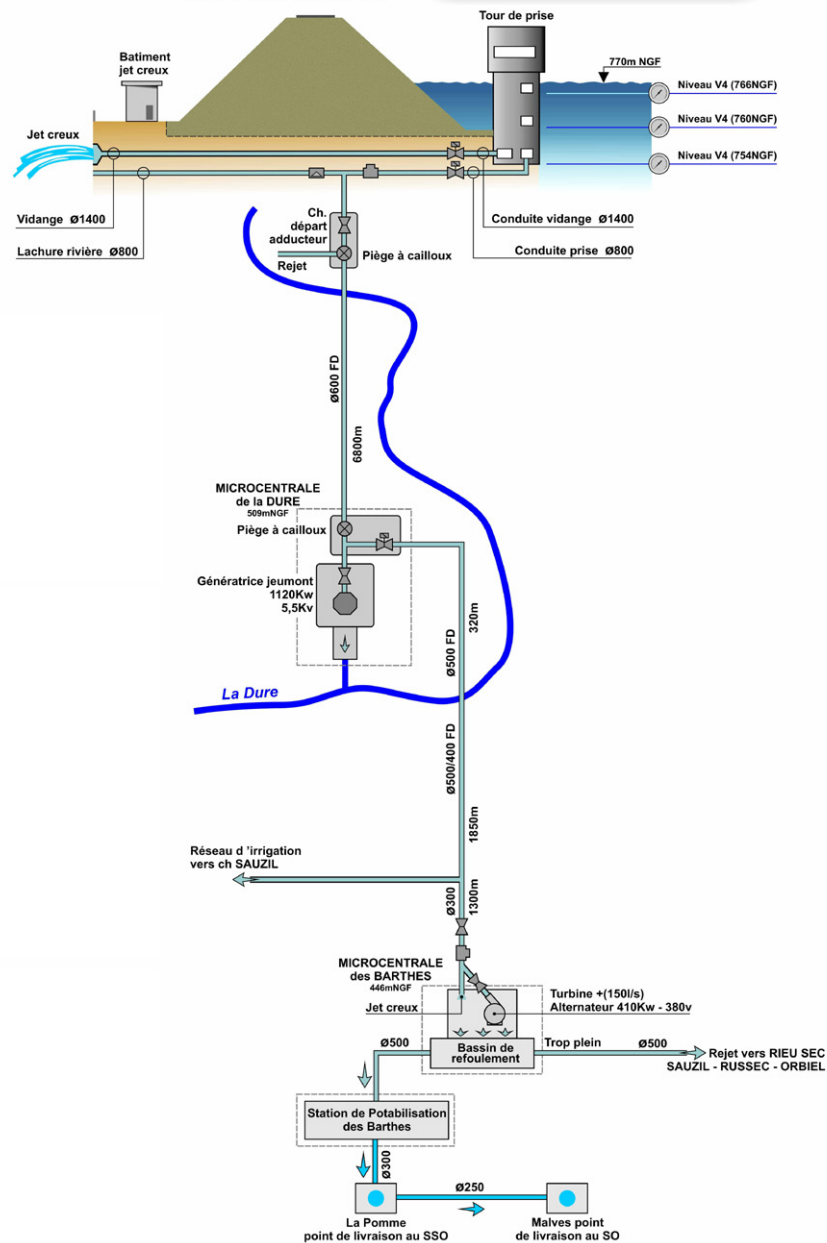 Tour de prise
Batiment
jet creux
770m NGF
Niveau V4 (766NGF)
Niveau V4 (760NGF)
Niveau V4 (754NGF)
Jet creux
Vidange Ø1400
Lachure rivière Ø800
Ch.
départ
adducteur
Rejet
Piège à cailloux
Conduite vidange Ø1400
Conduite prise Ø800
Ø600 FD
6800m
MICROCENTRALE
de la DURE
509mNGF
Piège à cailloux
Génératrice jeumont
1120Kw
5,5Kv
320m
Ø500 FD
La Dure
Ø500/400 FD
1850m
Réseau d 'irrigation
vers ch SAUZIL
Ø300
1300m
MICROCENTRALE
des BARTHES
446mNGF
Jet creux
Turbine +(150l/s)
Alternateur 410Kw - 380v
Bassin de
refoulement
Ø500
Trop plein
Ø500
Rejet vers RIEU SEC
SAUZIL - RUSSEC - ORBIEL
Station de Potabilisation
des Barthes
Ø300
Ø250
La Pomme
point de livraison au SSO
Malves point
de livraison au SO